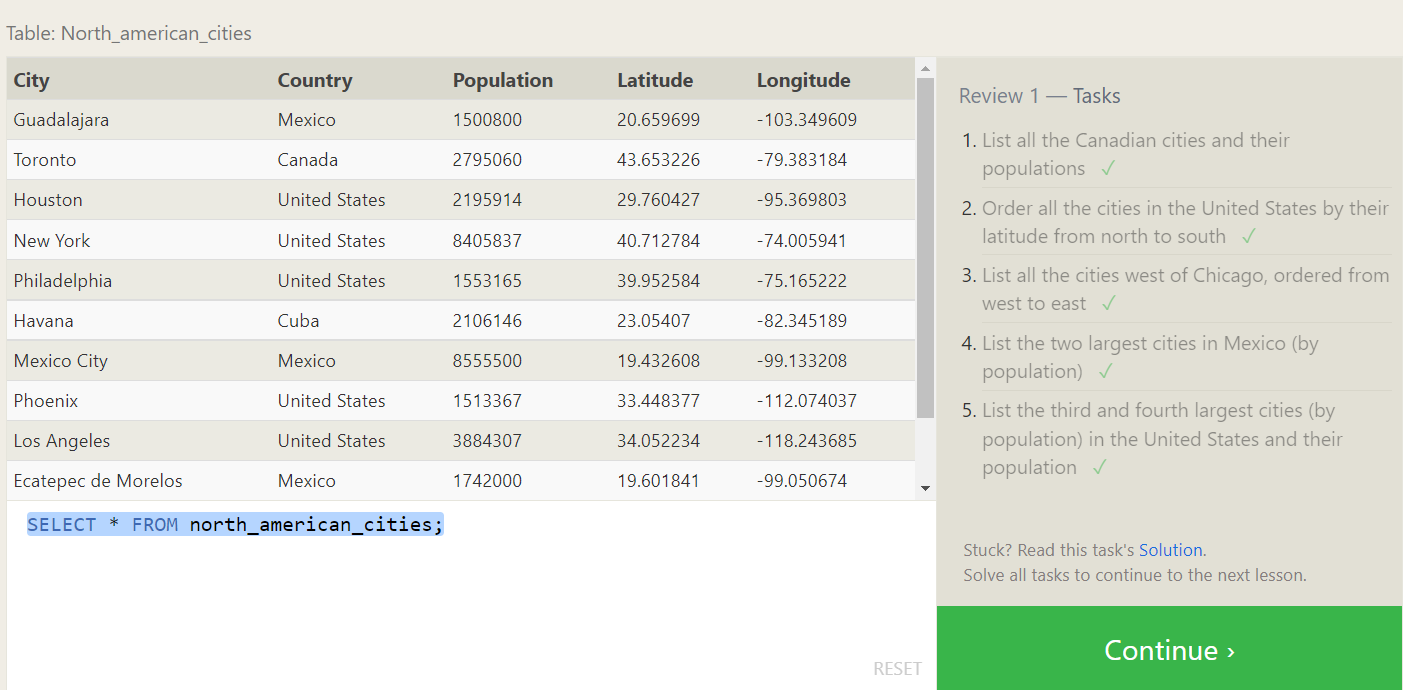 Table: North_american_cities
City Country Population Latitude Longitude
Guadalajara Mexico 1500800 20.659699 -103.349609
Toronto Canada 2795060 43.653226 -79.383184
Houston United States 2195914 29.760427 -95.369803
New York United States 8405837 40.712784 -74.005941
Philadelphia United States 1553165 39.952584 -75.165222
Havana Cuba 2106146 23.05407 -82.345189
Mexico City Mexico 8555500 19.432608 -99.133208
Phoenix United States 1513367 33.448377 -112.074037
Los Angeles United States 3884307 34.052234 -118.243685
Ecatepec de Morelos Mexico 1742000 19.601841 -99.050674
SELECT * FROM north_american_cities;
RESET
Review 1 — Tasks
1. List all the Canadian cities and their
populations ✓
2. Order all the cities in the United States by their
latitude from north to south ✓
3. List all the cities west of Chicago, ordered from
west to east ✓
4. List the two largest cities in Mexico (by
population) ✓
5. List the third and fourth largest cities (by
population) in the United States and their
population ✓
Stuck? Read this task's Solution.
Solve all tasks to continue to the next lesson.
Continue ›